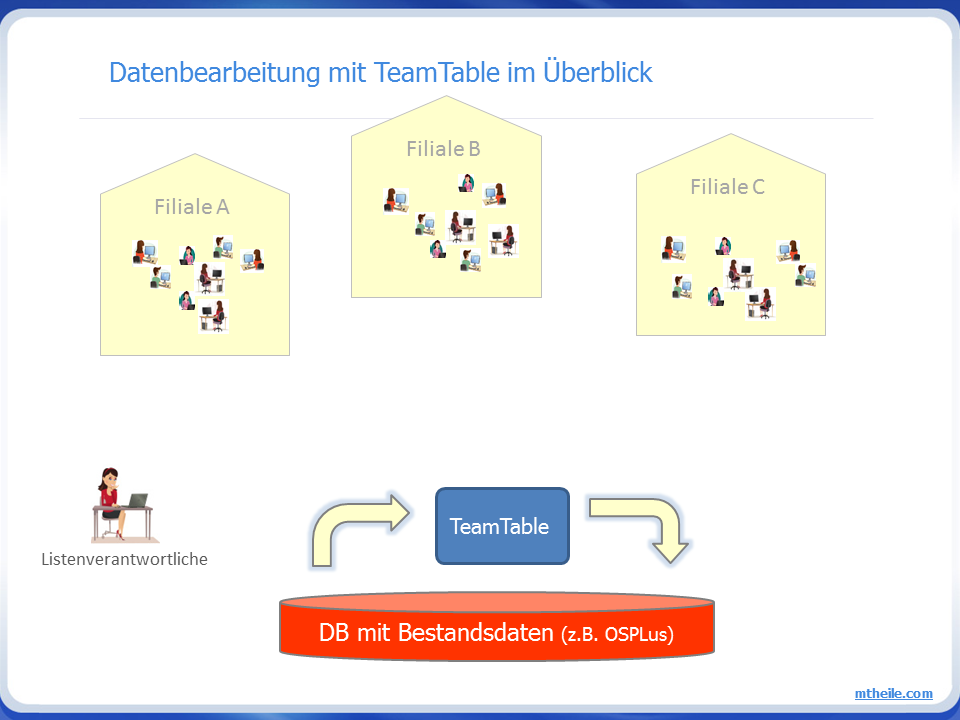 Datenbearbeitung mit TeamTable im Überblick
Filiale B
Filiale C
Filiale A
TeamTable
Listenverantwortliche
DB mit Bestandsdaten (z.B. OSPLus)
mtheile.com